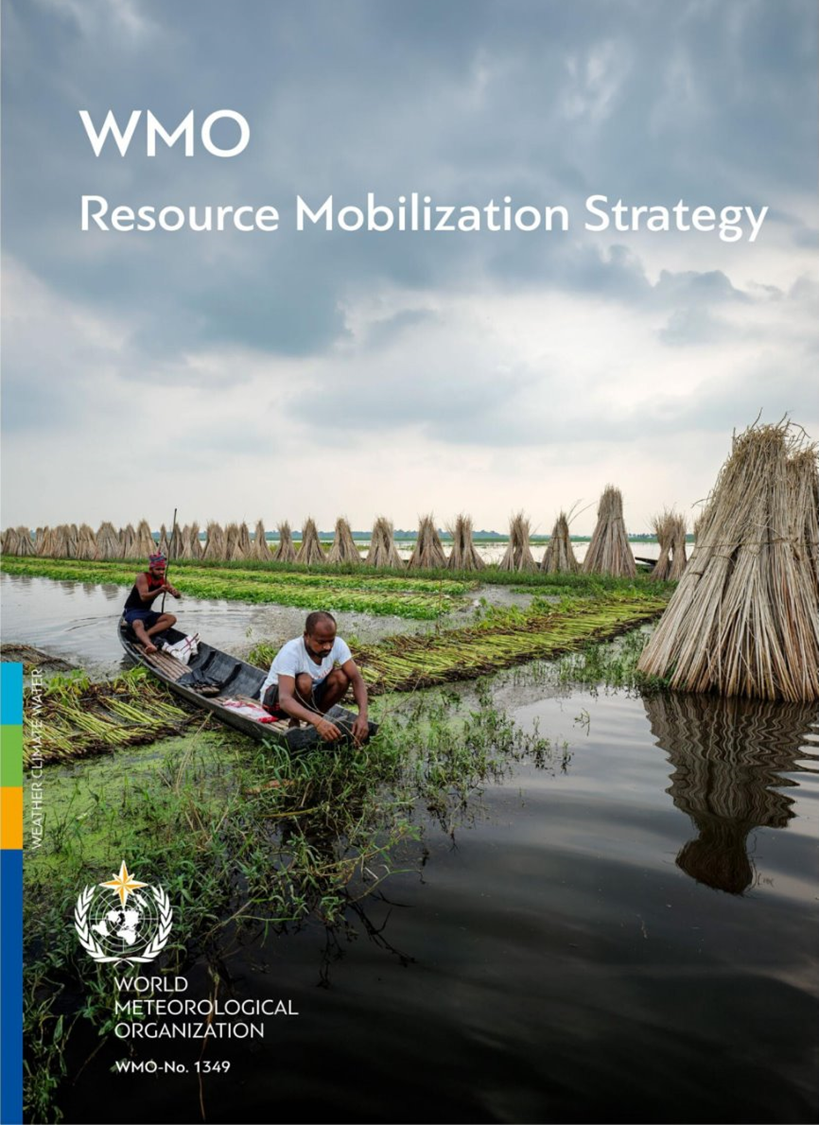 WMO
Resource Mobilization Strategy
WEATHER CLIMATE WATER
WORLD
METEOROLOGICAL
ORGANIZATION
WMO-No. 1349